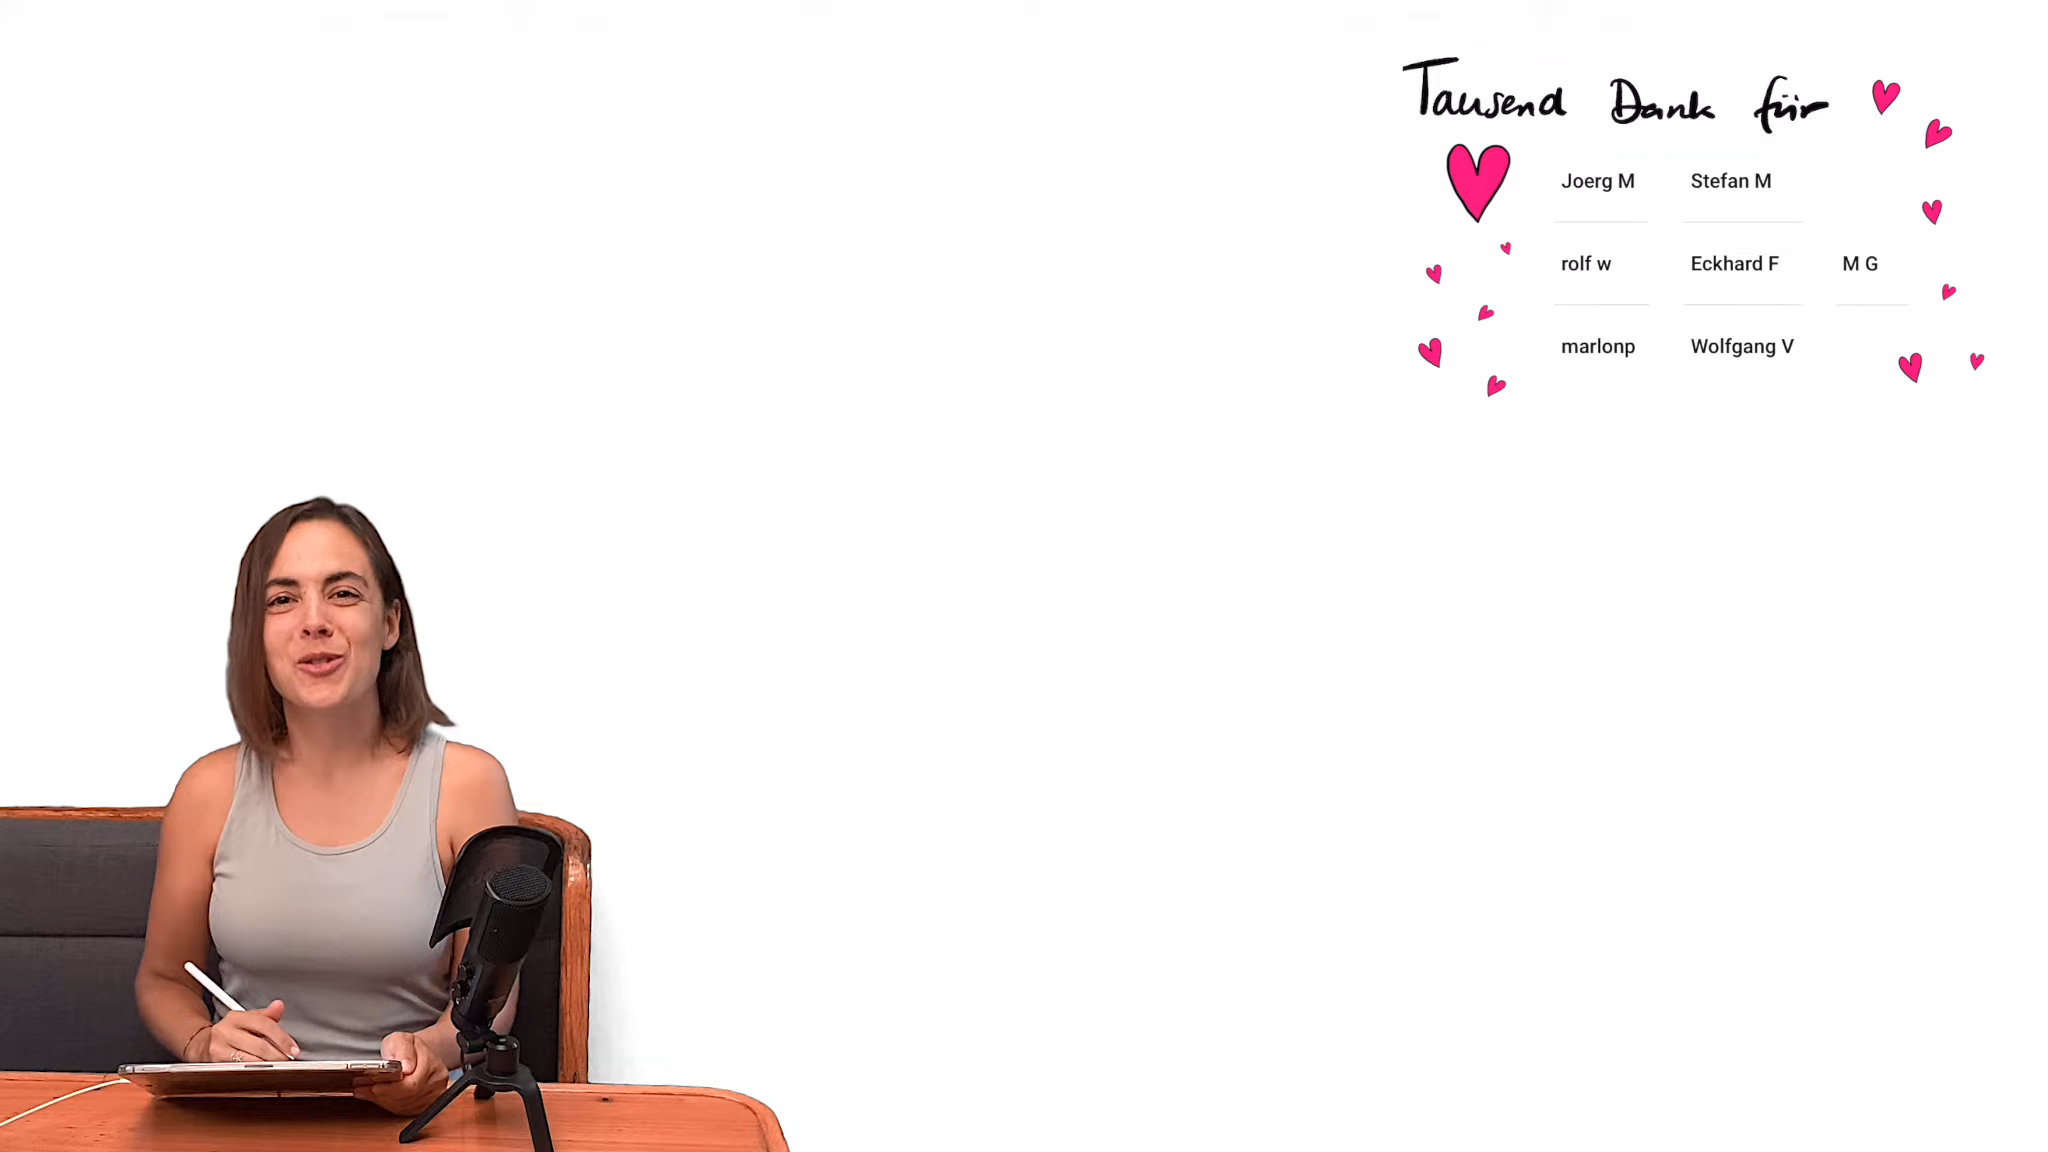 Tausend Dank für
Joerg M Stefan M
rolf w Eckhard F M G
marlonp Wolfgang V